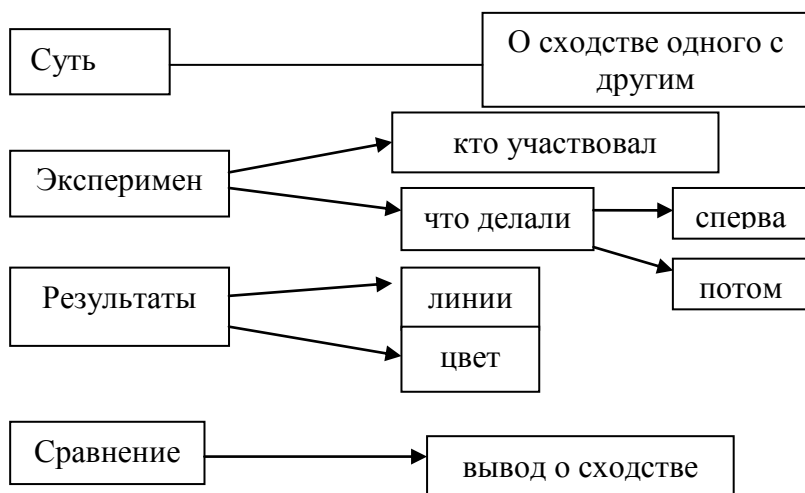 Суть
О сходстве одного с
другим
кто участвовал
Эксперимен
что делали
сперва
потом
Результаты
линии
цвет
Сравнение
вывод о сходстве